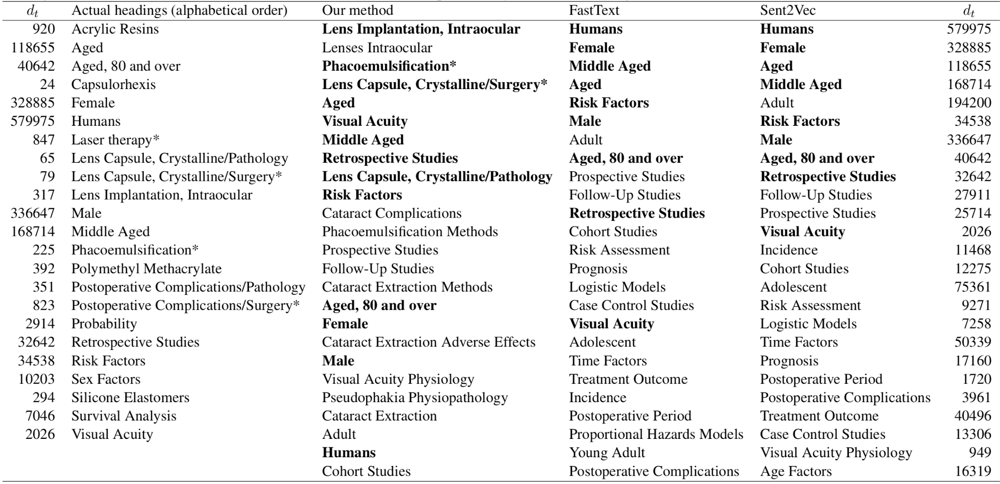 d_t Actual headings (alphabetical order) Our method FastText Sent2Vec d_t
920 Acrylic Resins Lens Implantation, Intraocular Humans Humans 579975
118655 Aged Lenses Intraocular Female Female 328885
40642 Aged, 80 and over Phacoemulsification* Middle Aged Aged 118655
24 Capsulorhexis Lens Capsule, Crystalline/Surgery* Aged Middle Aged 168714
328885 Female Aged Risk Factors Adult 194200
579975 Humans Visual Acuity Male Risk Factors 34538
847 Laser therapy* Middle Aged Adult Male 336647
65 Lens Capsule, Crystalline/Pathology Retrospective Studies Aged, 80 and over Aged, 80 and over 40642
79 Lens Capsule, Crystalline/Surgery* Lens Capsule, Crystalline/Pathology Prospective Studies Retrospective Studies 32642
317 Lens Implantation, Intraocular Risk Factors Follow-Up Studies Follow-Up Studies 27911
336647 Male Cataract Complications Retrospective Studies Prospective Studies 25714
168714 Middle Aged Phacoemulsification Methods Cohort Studies Visual Acuity 2026
225 Phacoemulsification* Prospective Studies Risk Assessment Incidence 11468
392 Polymethyl Methacrylate Follow-Up Studies Prognosis Cohort Studies 12275
351 Postoperative Complications/Pathology Cataract Extraction Methods Logistic Models Adolescent 75361
823 Postoperative Complications/Surgery* Aged, 80 and over Case Control Studies Risk Assessment 9271
2914 Probability Female Visual Acuity Logistic Models 7258
32642 Retrospective Studies Cataract Extraction Adverse Effects Adolescent Time Factors 50339
34538 Risk Factors Male Time Factors Prognosis 17160
10203 Sex Factors Visual Acuity Physiology Treatment Outcome Postoperative Period 1720
294 Silicone Elastomers Pseudophakia Physiopathology Incidence Postoperative Complications 3961
7046 Survival Analysis Cataract Extraction Postoperative Period Treatment Outcome 40496
2026 Visual Acuity Adult Proportional Hazards Models Case Control Studies 13306
Humans Young Adult Visual Acuity Physiology 949
Cohort Studies Postoperative Complications Age Factors 16319